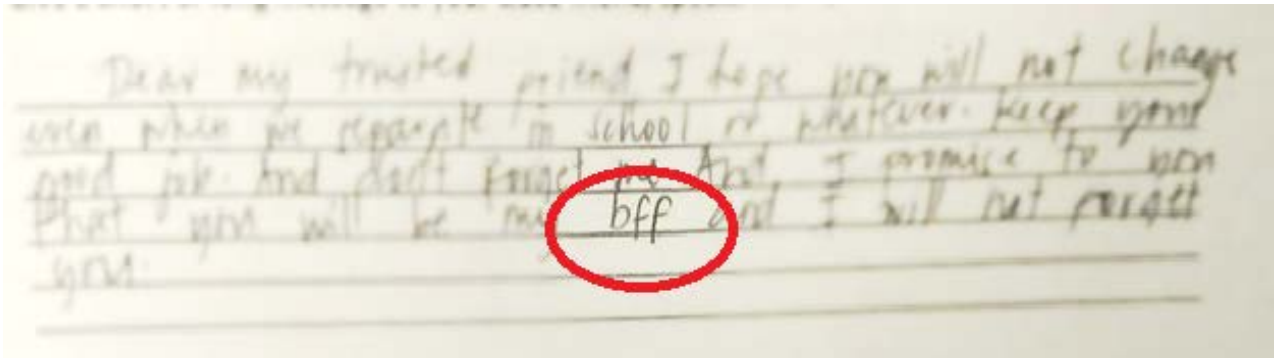 Dear my trusted friend I hope you will not change
even when we separate in school or whatever. Keep your
good job. And don't forget me And I promise to you
that you will be my bff and I will not forgett
you.